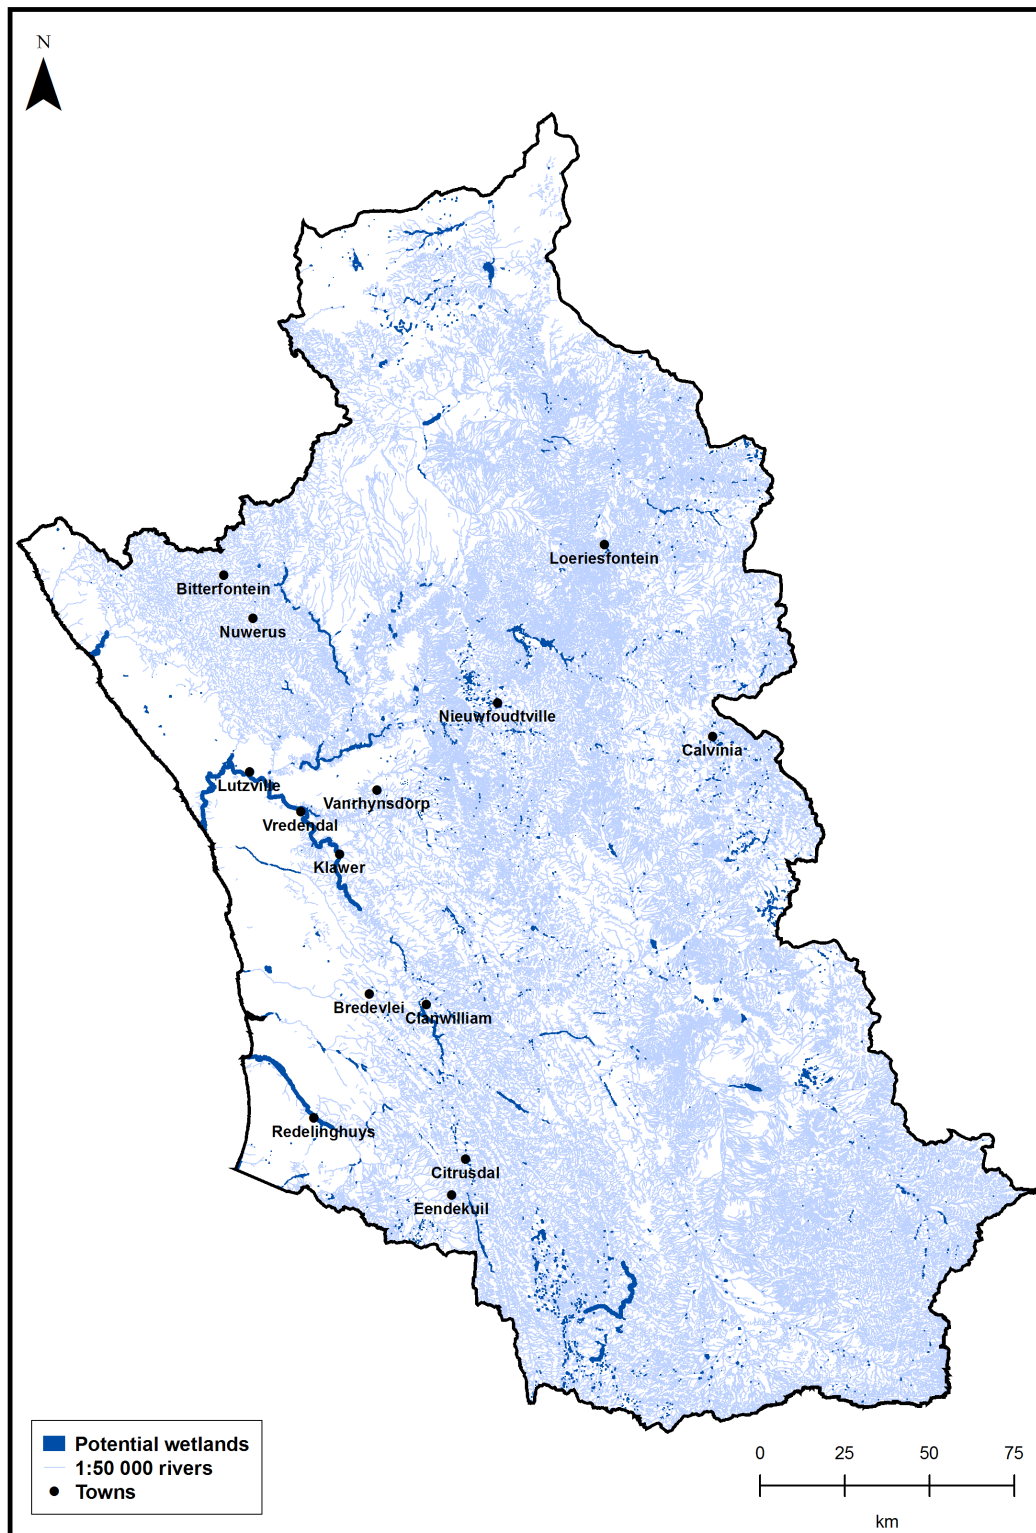 N
Loeriesfontein
Bitterfontein
Nuwerus
Nieuwfoudtville
Calvinia
Lutzville
Vanrhynsdorp
Vredendal
Klawer
Bredevlei
Clanwilliam
Redelinghuys
Citrusdal
Eendekuil
Potential wetlands
1:50 000 rivers
Towns
0 25 50 75
km